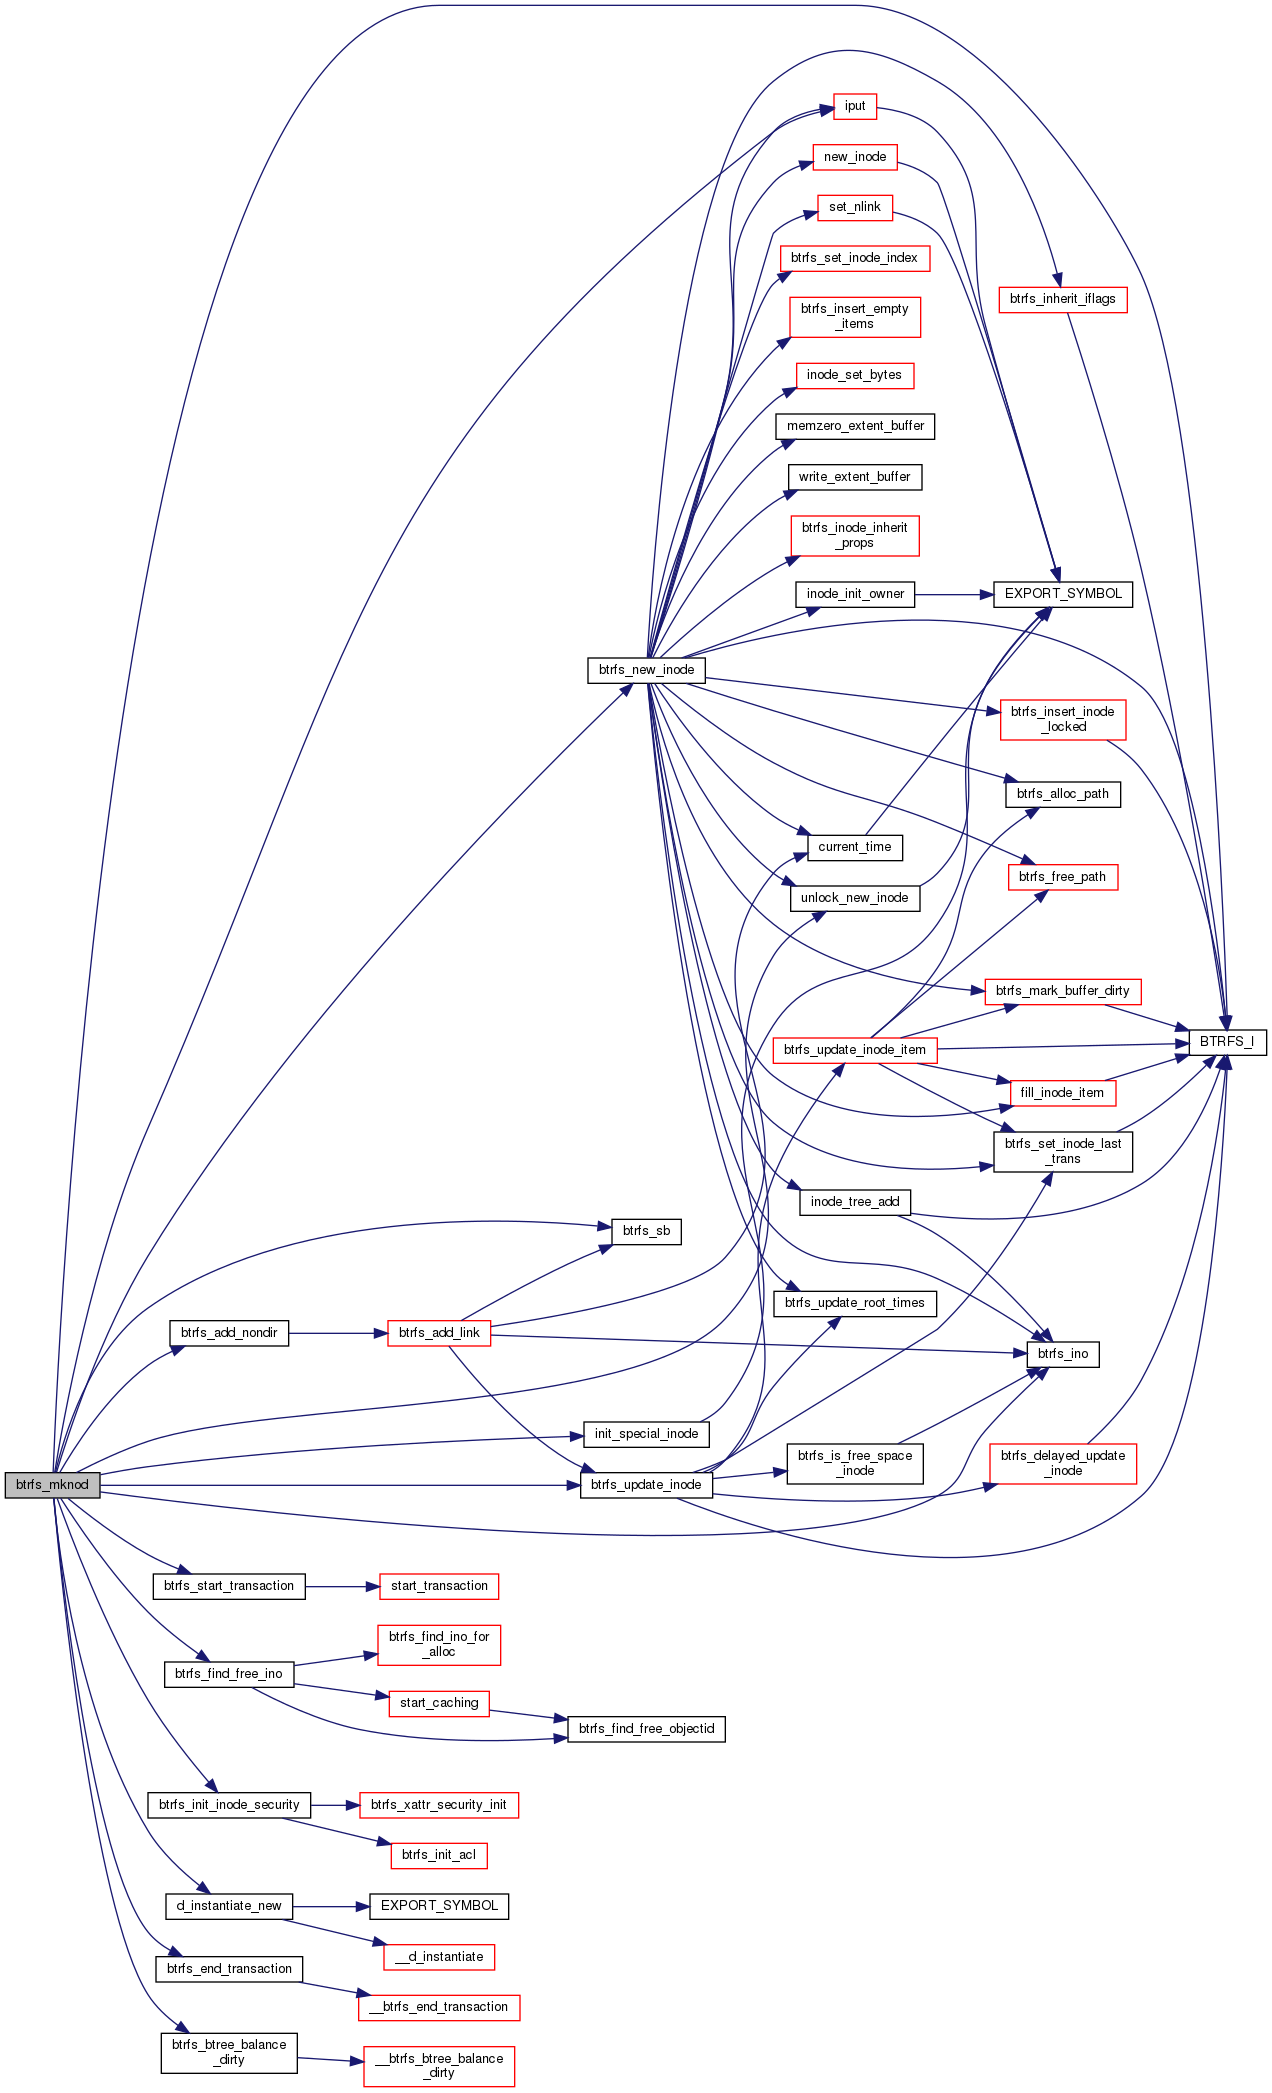 iput
new_inode
set_nlink
btrfs_set_inode_index
btrfs_inherit_iflags
btrfs_insert_empty
_items
inode_set_bytes
memzero_extent_buffer
write_extent_buffer
btrfs_inode_inherit
_props
inode_init_owner
EXPORT_SYMBOL
btrfs_new_inode
btrfs_insert_inode
_locked
btrfs_alloc_path
current_time
btrfs_free_path
unlock_new_inode
btrfs_mark_buffer_dirty
BTRFS_I
btrfs_update_inode_item
fill_inode_item
btrfs_set_inode_last
_trans
inode_tree_add
btrfs_sb
btrfs_update_root_times
btrfs_add_nondir
btrfs_add_link
btrfs_ino
init_special_inode
btrfs_is_free_space
_inode
btrfs_delayed_update
_inode
btrfs_mknod
btrfs_update_inode
btrfs_start_transaction
start_transaction
btrfs_find_ino_for
_alloc
btrfs_find_free_ino
start_caching
btrfs_find_free_objectid
btrfs_init_inode_security
btrfs_xattr_security_init
btrfs_init_acl
d_instantiate_new
EXPORT_SYMBOL
__d_instantiate
btrfs_end_transaction
__btrfs_end_transaction
btrfs_btree_balance
_dirty
__btrfs_btree_balance
_dirty